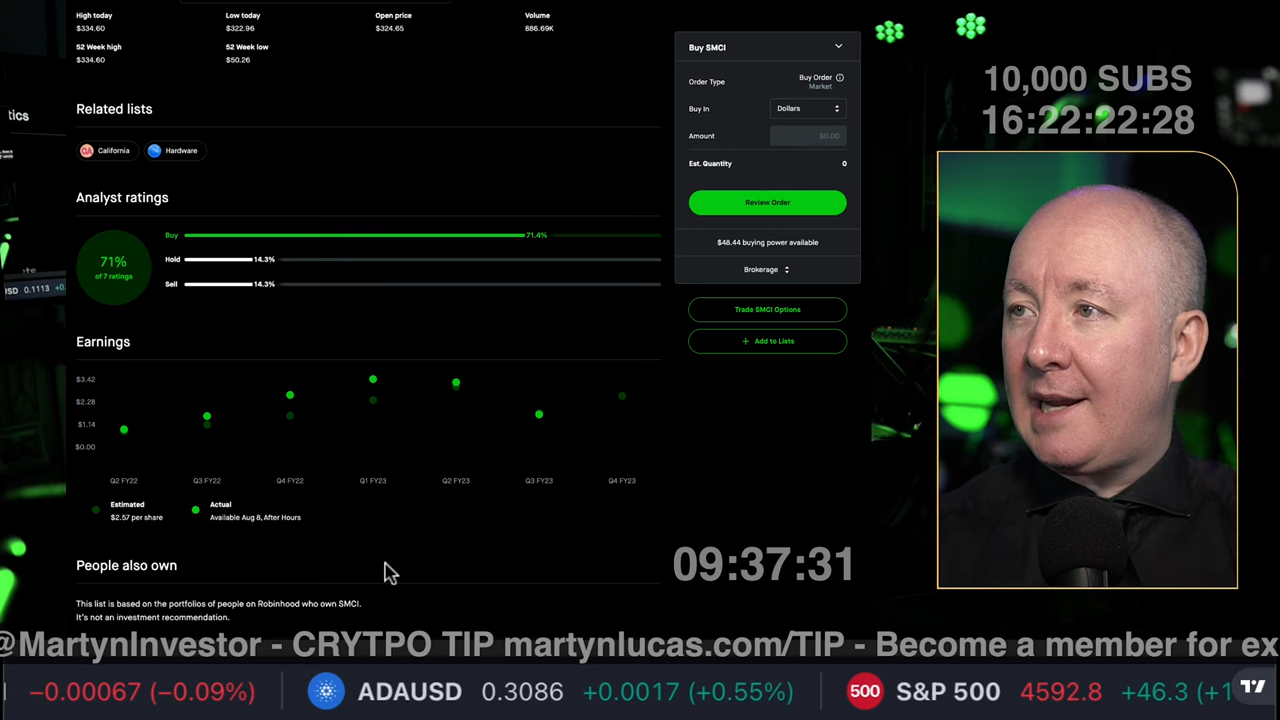 High today
Low today
Open price
Volume
$334.60
$322.96
$324.65
886.69K
52 Week high
52 Week low
$334.60
$50.26
Related lists
CA California
Hardware
Analyst ratings
71%
of 7 ratings
Buy 71.4%
Hold 14.3%
Sell 14.3%
Earnings
$3.42
$2.28
$1.14
$0.00
Q2 FY22
Q3 FY22
Q4 FY22
Q1 FY23
Q2 FY23
Q3 FY23
Q4 FY23
Estimated
$2.57 per share
Actual
Available Aug 8, After Hours
People also own
This list is based on the portfolios of people on Robinhood who own SMCI.
It's not an investment recommendation.
Buy SMCI
Order Type
Buy Order
Market
Buy In
Dollars
Amount
$0.00
Est. Quantity
0
Review Order
$48.44 buying power available
Brokerage
Trade SMCI Options
+ Add to Lists
tics
SD 0.1113 +0.
10,000 SUBS
16:22:22:28
09:37:31
@MartynInvestor - CRYTPO TIP martynlucas.com/TIP - Become a member for ex
−0.00067 (−0.09%)
ADAUSD 0.3086 +0.0017 (+0.55%)
500 S&P 500 4592.8 +46.3 (+1